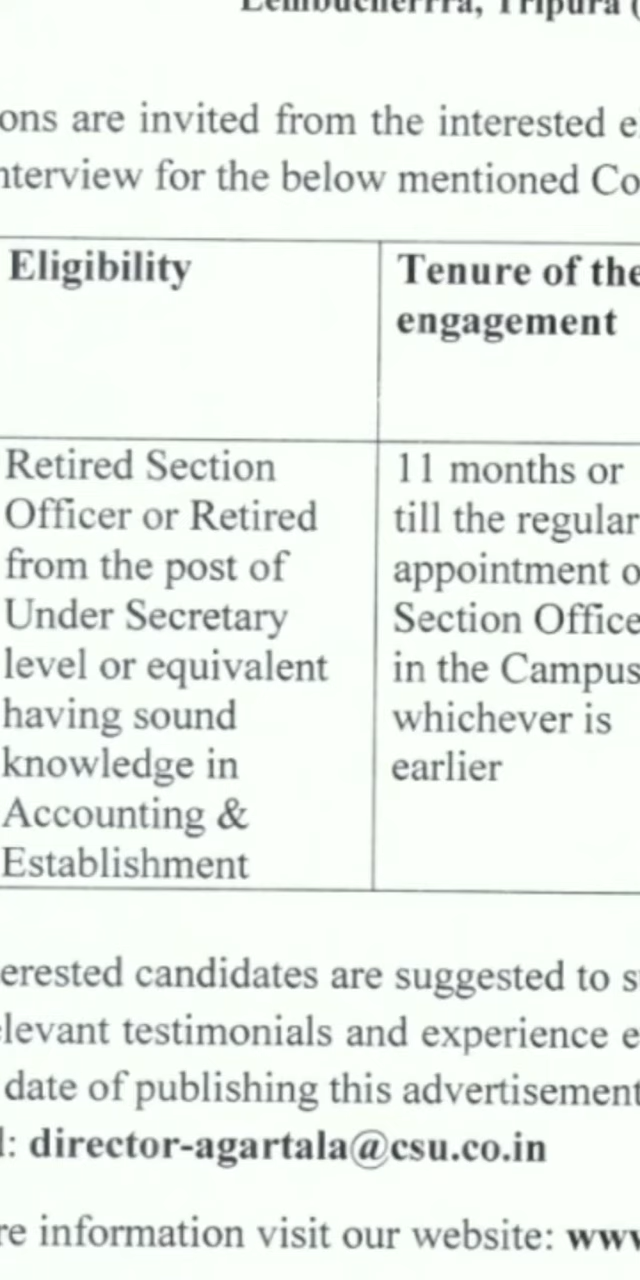 Lembucherrra, Tripura (
ons are invited from the interested e
nterview for the below mentioned Co
Eligibility
Tenure of the
engagement
Retired Section
Officer or Retired
from the post of
Under Secretary
level or equivalent
having sound
knowledge in
Accounting &
Establishment
11 months or
till the regular
appointment o
Section Office
in the Campus
whichever is
earlier
erested candidates are suggested to s
elevant testimonials and experience e
date of publishing this advertisement
l: director-agartala@csu.co.in
re information visit our website: www